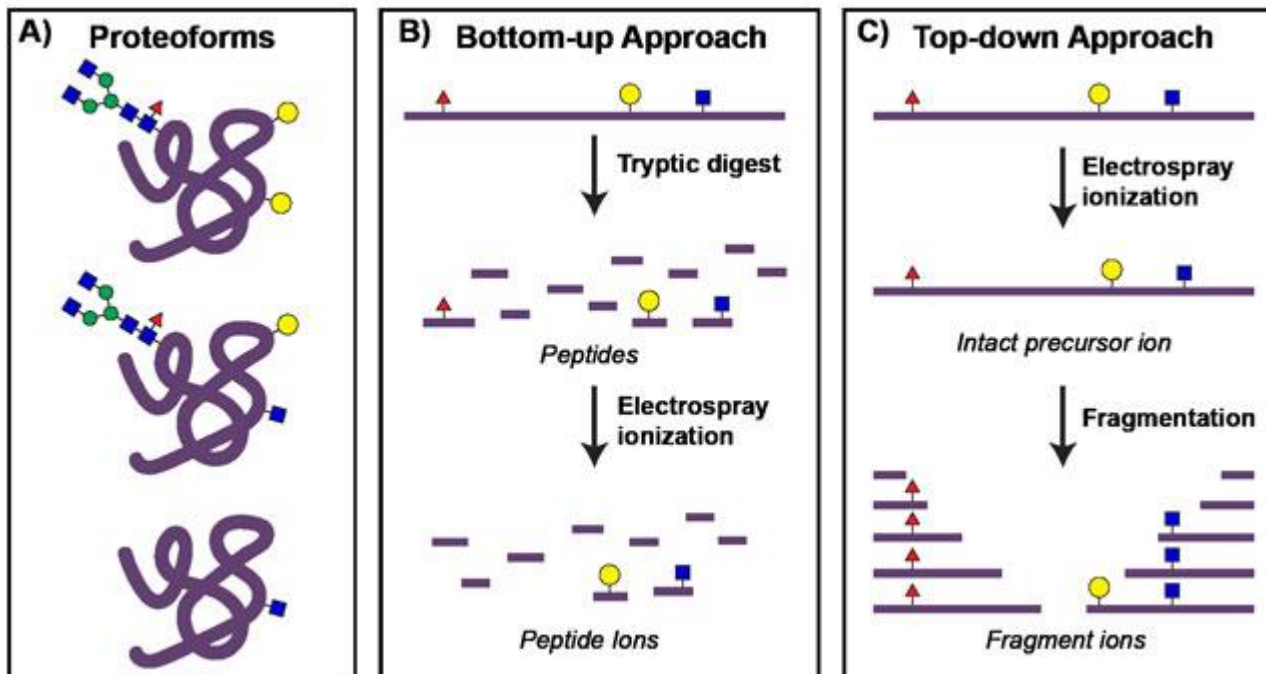 A) Proteoforms
B) Bottom-up Approach
Tryptic digest
Peptides
Electrospray
ionization
Peptide Ions
C) Top-down Approach
Electrospray
ionization
Intact precursor ion
Fragmentation
Fragment ions